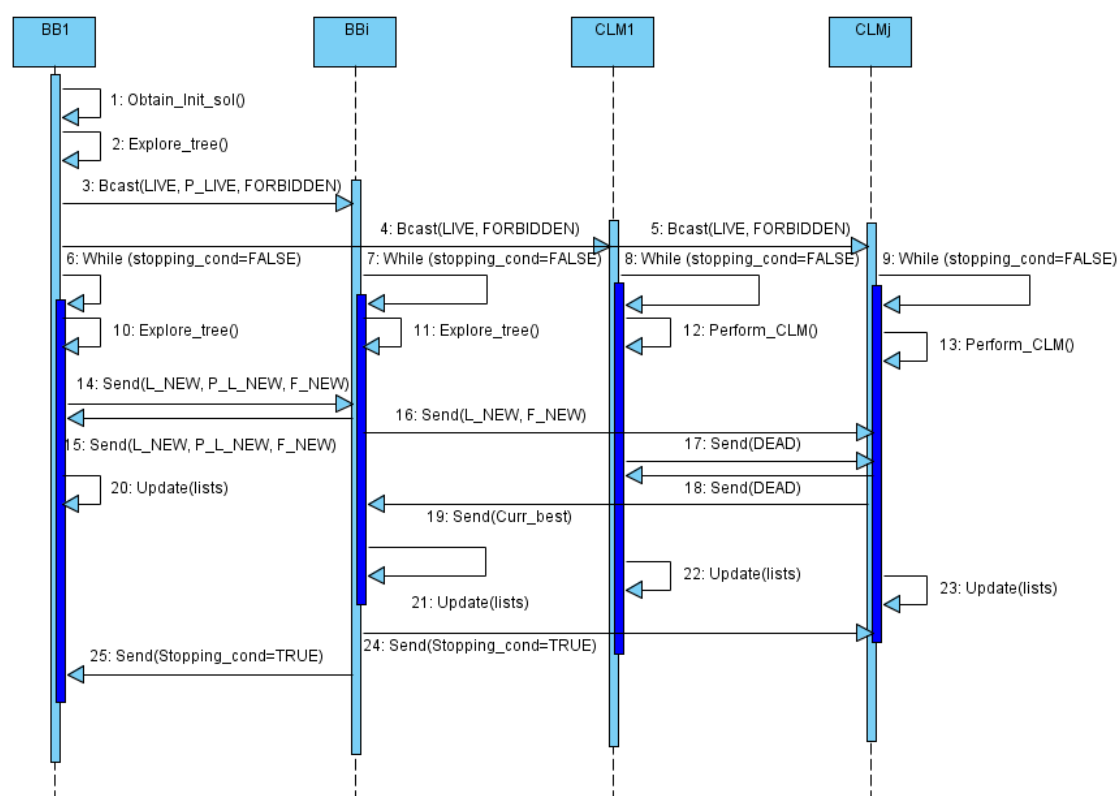 BB1
BBi
CLM1
CLMj
1: Obtain_Init_sol()
2: Explore_tree()
3: Bcast(LIVE, P_LIVE, FORBIDDEN)
4: Bcast(LIVE, FORBIDDEN)
5: Bcast(LIVE, FORBIDDEN)
6: While (stopping_cond=FALSE)
7: While (stopping_cond=FALSE)
8: While (stopping_cond=FALSE)
9: While (stopping_cond=FALSE)
10: Explore_tree()
11: Explore_tree()
12: Perform_CLM()
13: Perform_CLM()
14: Send(L_NEW, P_L_NEW, F_NEW)
16: Send(L_NEW, F_NEW)
15: Send(L_NEW, P_L_NEW, F_NEW)
17: Send(DEAD)
20: Update(lists)
18: Send(DEAD)
19: Send(Curr_best)
22: Update(lists)
23: Update(lists)
21: Update(lists)
24: Send(Stopping_cond=TRUE)
25: Send(Stopping_cond=TRUE)